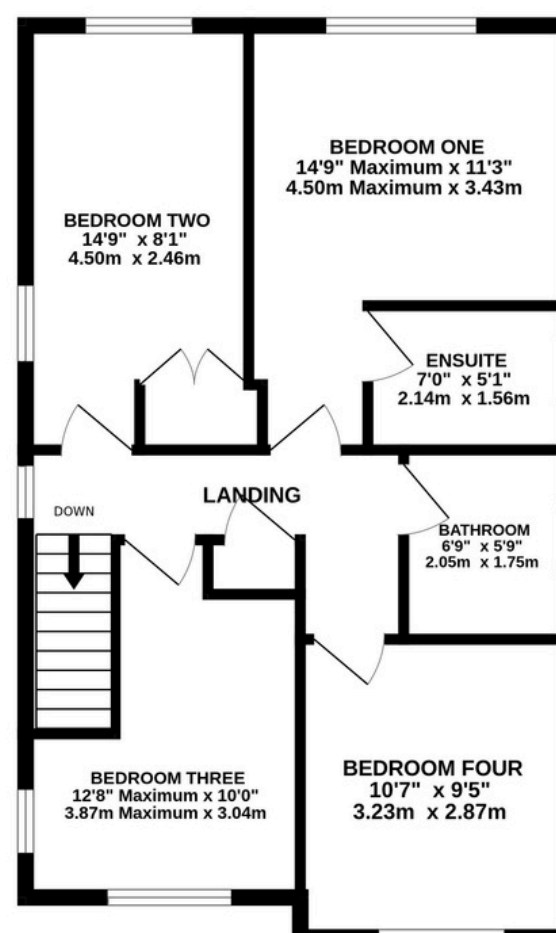 BEDROOM ONE
14'9" Maximum x 11'3"
4.50m Maximum x 3.43m
BEDROOM TWO
14'9" x 8'1"
4.50m x 2.46m
ENSUITE
7'0" x 5'1"
2.14m x 1.56m
LANDING
DOWN
BATHROOM
6'9" x 5'9"
2.05m x 1.75m
BEDROOM THREE
12'8" Maximum x 10'0"
3.87m Maximum x 3.04m
BEDROOM FOUR
10'7" x 9'5"
3.23m x 2.87m